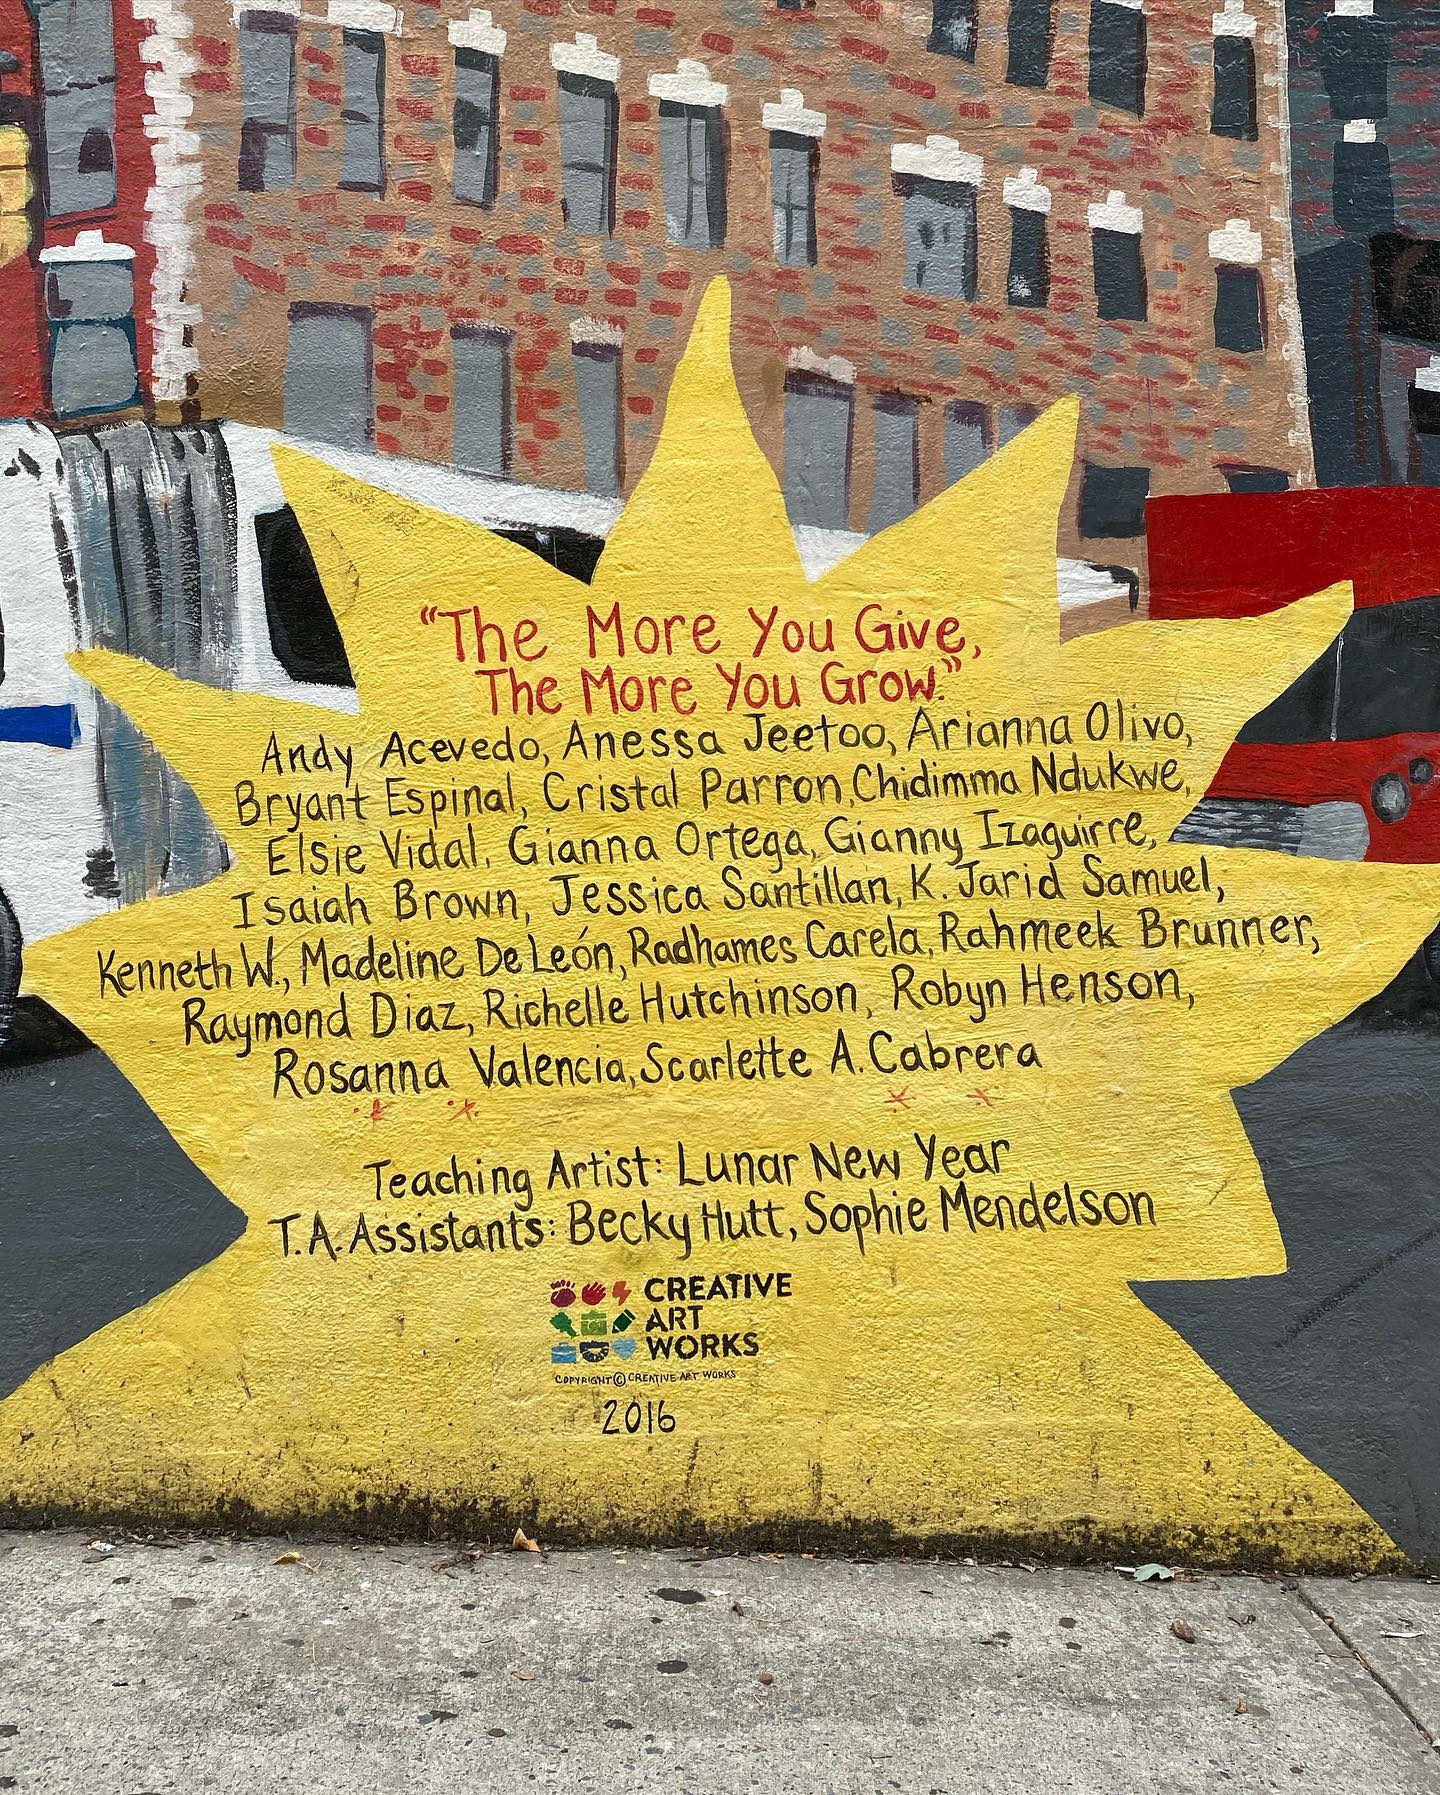 “The More You Give,
The More You Grow.”
Andy Acevedo, Anessa Jeetoo, Arianna Olivo,
Bryant Espinal, Cristal Parron, Chidimma Ndukwe,
Elsie Vidal, Gianna Ortega, Gianny Izaguirre,
Isaiah Brown, Jessica Santillan, K. Jarid Samuel,
Kenneth W., Madeline DeLeón, Radhames Carela, Rahmeek Brunner,
Raymond Diaz, Richelle Hutchinson, Robyn Henson,
Rosanna Valencia, Scarlette A. Cabrera
Teaching Artist: Lunar New Year
T.A. Assistants: Becky Hutt, Sophie Mendelson
CREATIVE
ART
WORKS
COPYRIGHT © CREATIVE ART WORKS
2016